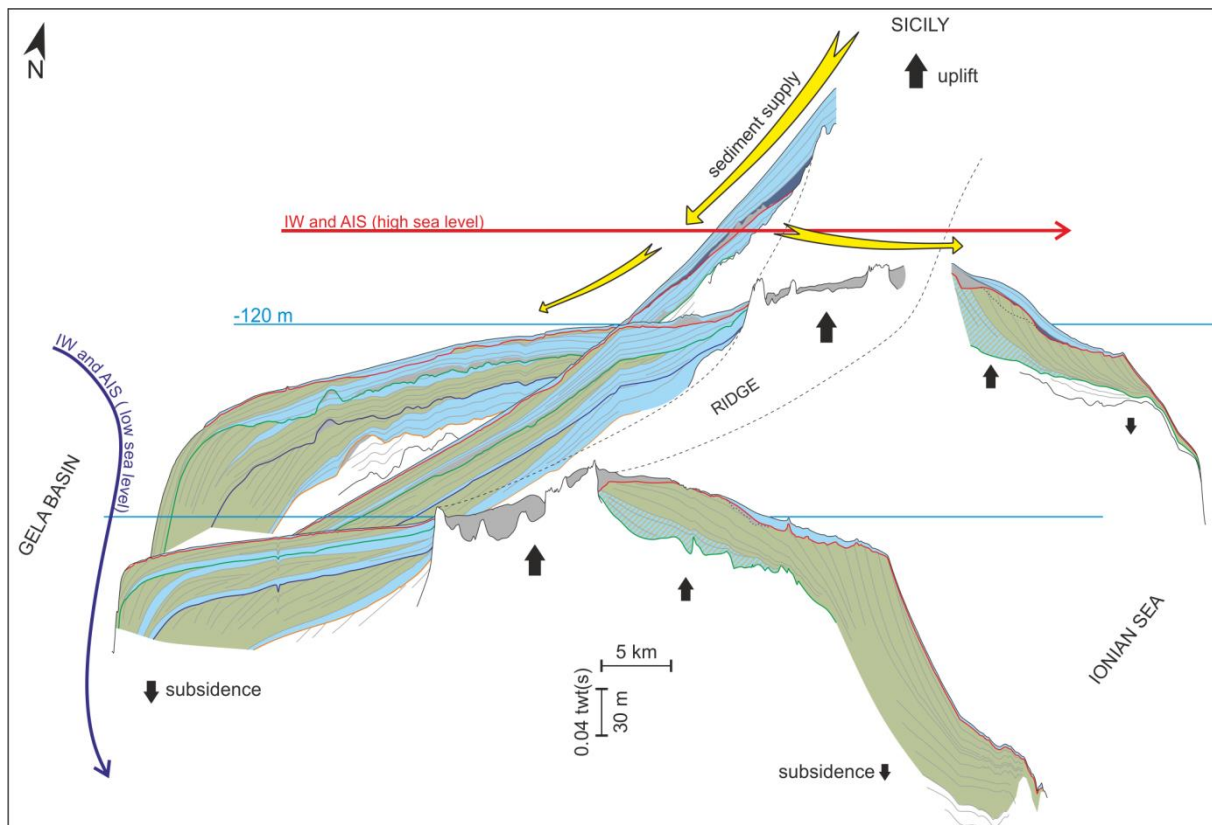 SICILY
N
uplift
sediment supply
IW and AIS (high sea level)
-120 m
IW and AIS ( low sea level)
RIDGE
GELA BASIN
5 km
0.04 twt(s)
30 m
IONIAN SEA
subsidence
subsidence